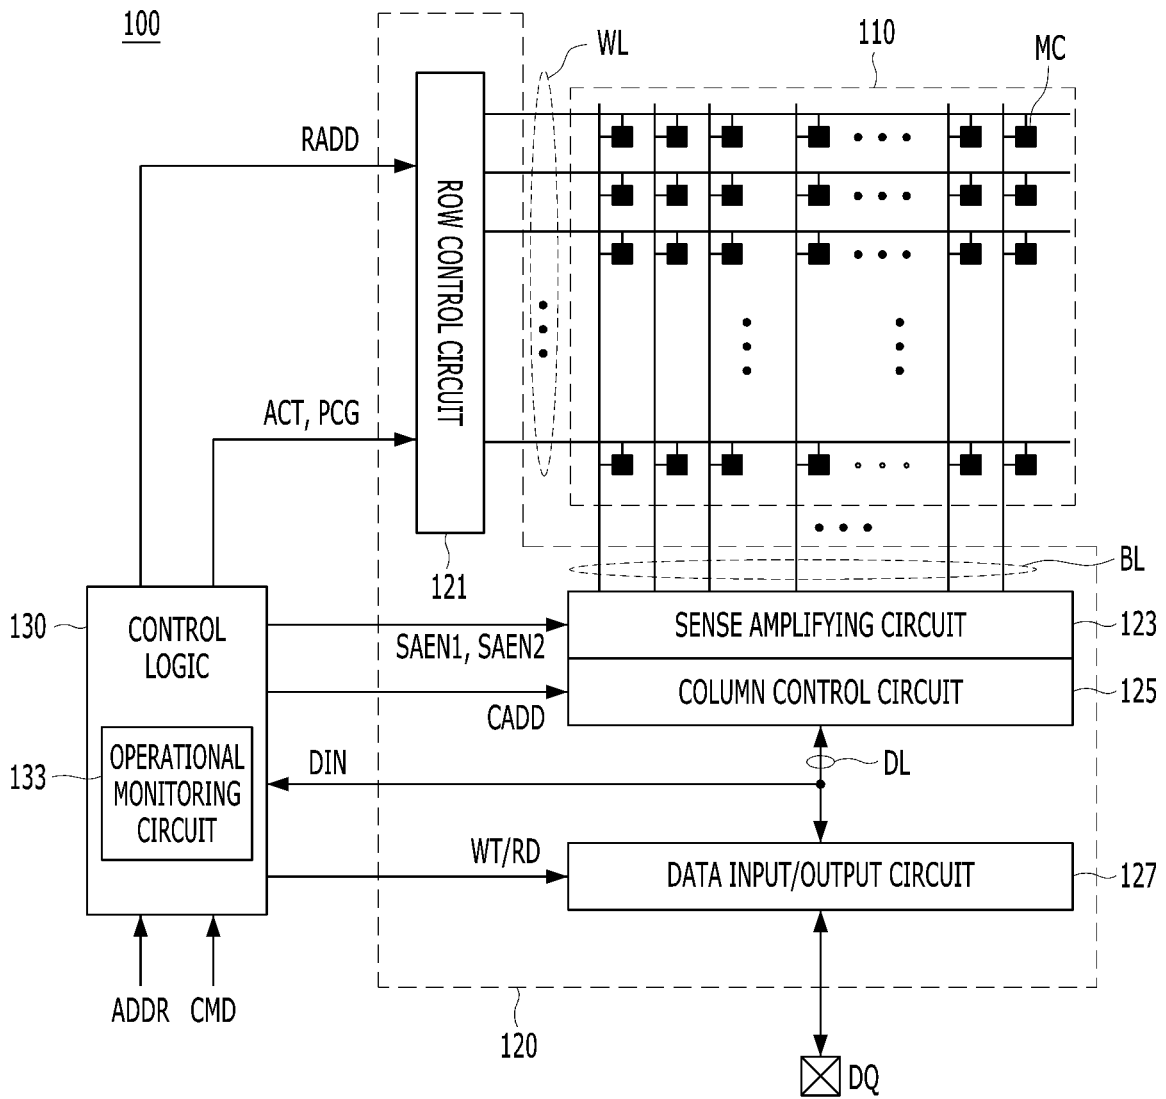 100
WL
110
MC
RADD
ROW CONTROL CIRCUIT
ACT, PCG
121
BL
130
CONTROL
LOGIC
SAEN1, SAEN2
SENSE AMPLIFYING CIRCUIT
123
CADD
COLUMN CONTROL CIRCUIT
125
133
OPERATIONAL
MONITORING
CIRCUIT
DIN
DL
WT/RD
DATA INPUT/OUTPUT CIRCUIT
127
ADDR
CMD
120
DQ